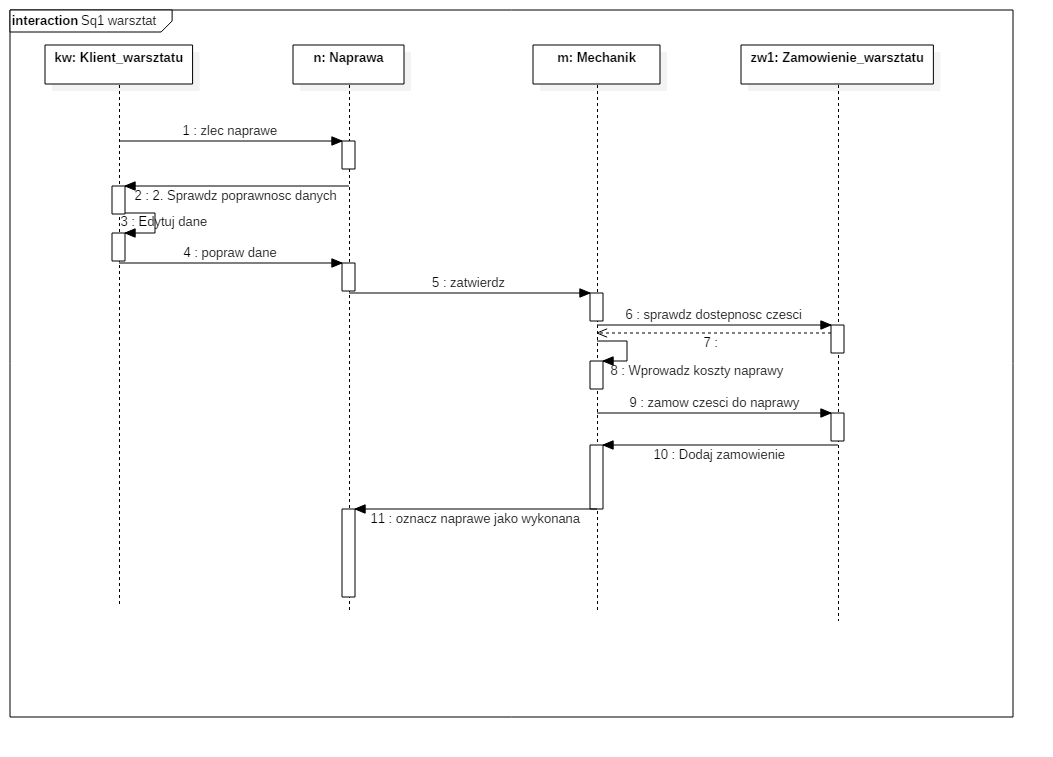 interaction Sq1 warsztat
kw: Klient_warsztatu
n: Naprawa
m: Mechanik
zw1: Zamowienie_warsztatu
1 : zlec naprawe
2 : 2. Sprawdz poprawnosc danych
3 : Edytuj dane
4 : popraw dane
5 : zatwierdz
6 : sprawdz dostepnosc czesci
7 :
8 : Wprowadz koszty naprawy
9 : zamow czesci do naprawy
10 : Dodaj zamowienie
11 : oznacz naprawe jako wykonana